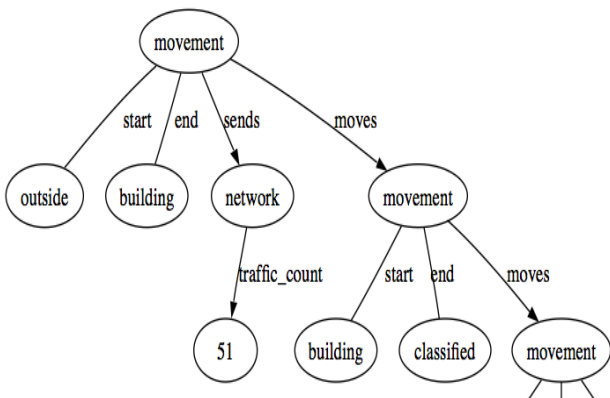 movement
start end sends moves
outside building network movement
traffic_count start end moves
51 building classified movement